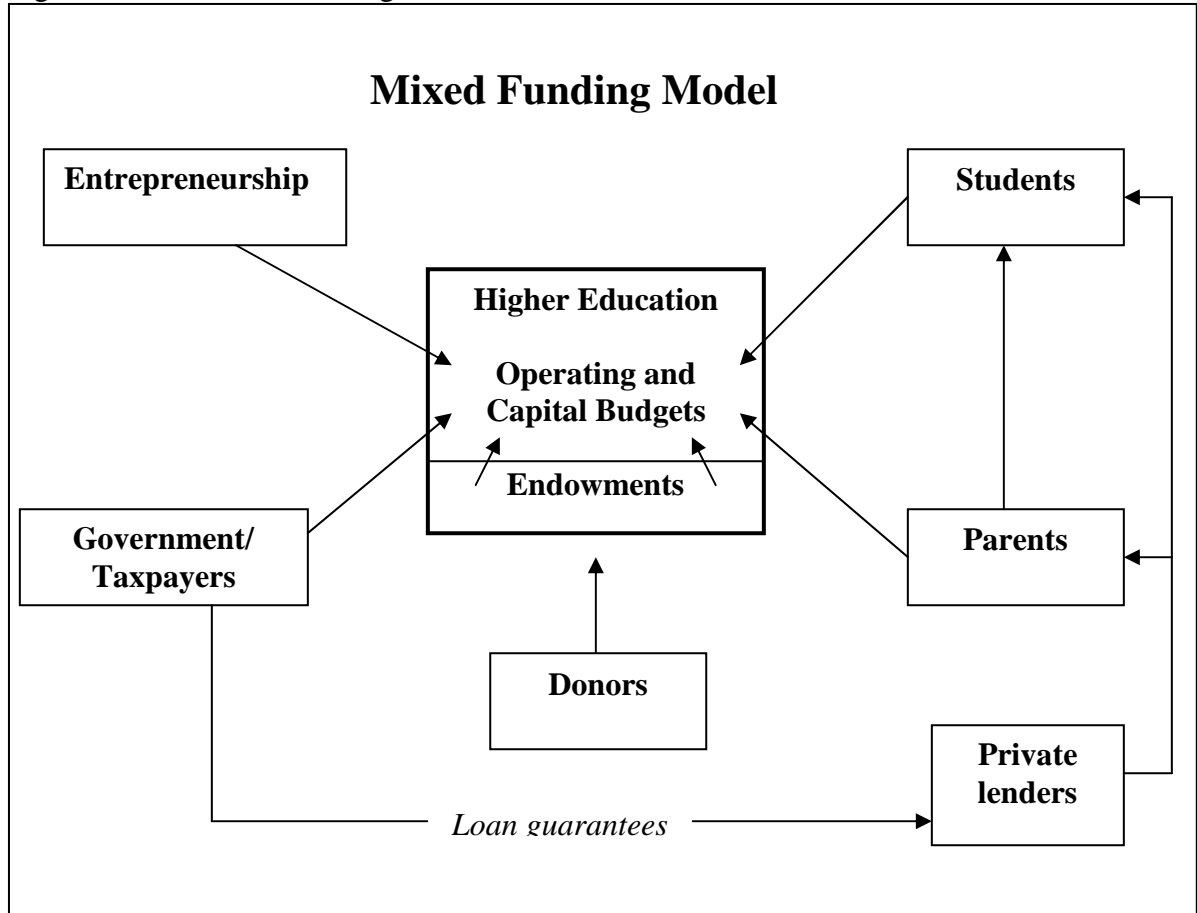 Mixed Funding Model
Entrepreneurship
Students
Higher Education
Operating and
Capital Budgets
Endowments
Government/
Taxpayers
Parents
Donors
Private
lenders
Loan guarantees